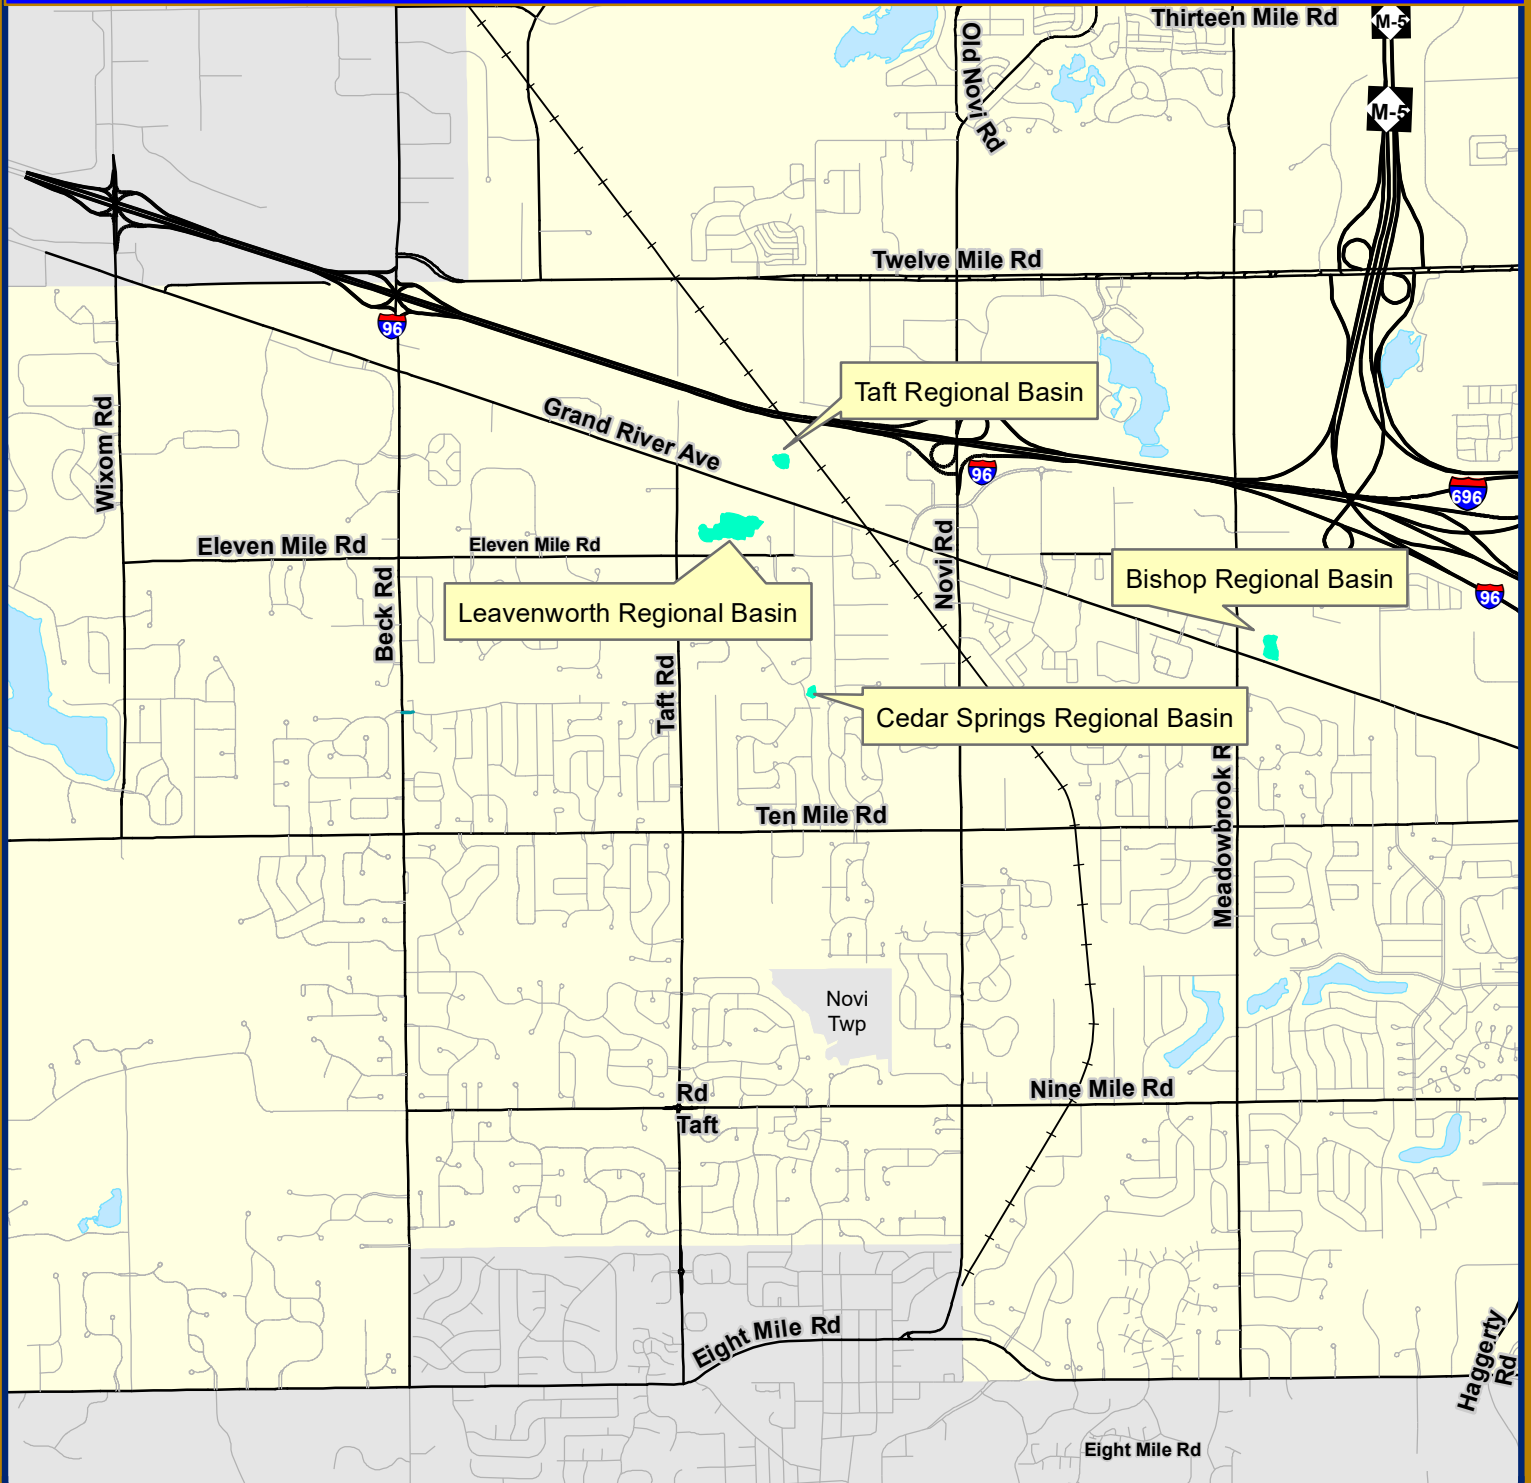 Thirteen Mile Rd
M-5
Old Novi Rd
M-5
Twelve Mile Rd
96
Taft Regional Basin
Grand River Ave
Wixom Rd
96
696
Eleven Mile Rd
Eleven Mile Rd
Novi Rd
Bishop Regional Basin
96
Leavenworth Regional Basin
Beck Rd
Taft Rd
Cedar Springs Regional Basin
Meadowbrook R
Ten Mile Rd
Novi
Twp
Nine Mile Rd
Rd
Taft
Eight Mile Rd
Haggerty
Rd
Eight Mile Rd